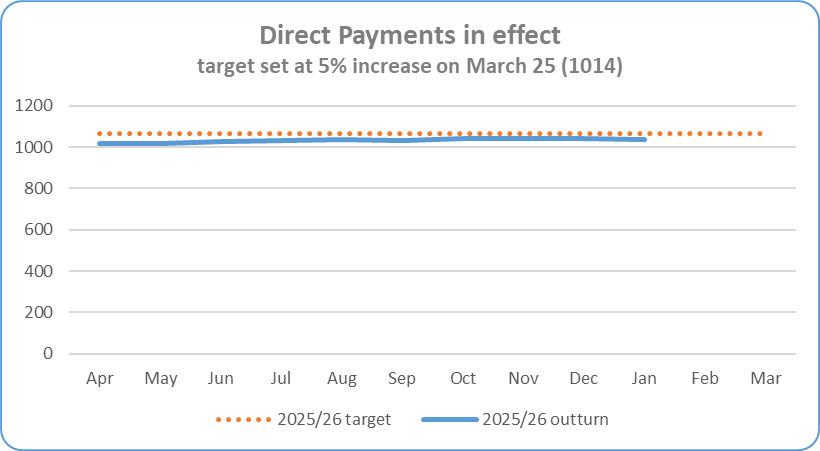 Direct Payments in effect
target set at 5% increase on March 25 (1014)
1200
1000
800
600
400
200
0
Apr May Jun Jul Aug Sep Oct Nov Dec Jan Feb Mar
2025/26 target 2025/26 outturn